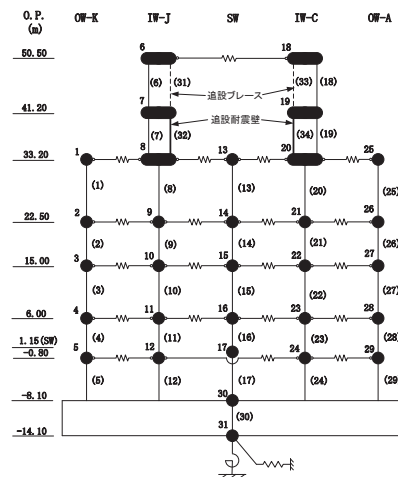 O.P. OW-K IW-J SW IW-C OW-A
(m)
6 18
50.50
(6) (31) (33) (18)
追設ブレース
7 19
41.20
追設耐震壁
(7) (32) (34) (19)
1 8 13 20 25
33.20
(1) (8) (13) (20) (25)
2 9 14 21 26
22.50
(2) (9) (14) (21) (26)
3 10 15 22 27
15.00
(3) (10) (15) (22) (27)
4 11 16 23 28
6.00
(4) (11) (16) (23) (28)
1.15(SW)
5 12 17 24 29
-0.80
(5) (12) (17) (24) (29)
30
-8.10
(30)
31
-14.10